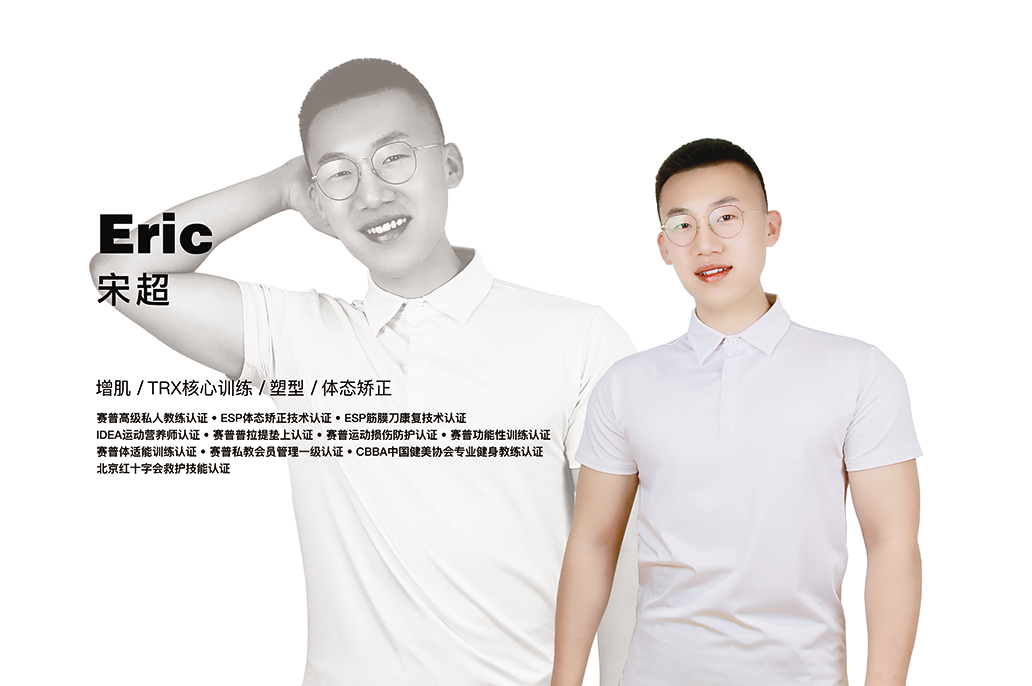 Eric
宋超
增肌 / TRX核心训练 / 塑型 / 体态矫正
赛普高级私人教练认证 • ESP体态矫正技术认证 • ESP筋膜刀康复技术认证
IDEA运动营养师认证 • 赛普普拉提垫上认证 • 赛普运动损伤防护认证 • 赛普功能性训练认证
赛普体适能训练认证 • 赛普私教会员管理一级认证 • CBBA中国健美协会专业健身教练认证
北京红十字会救护技能认证